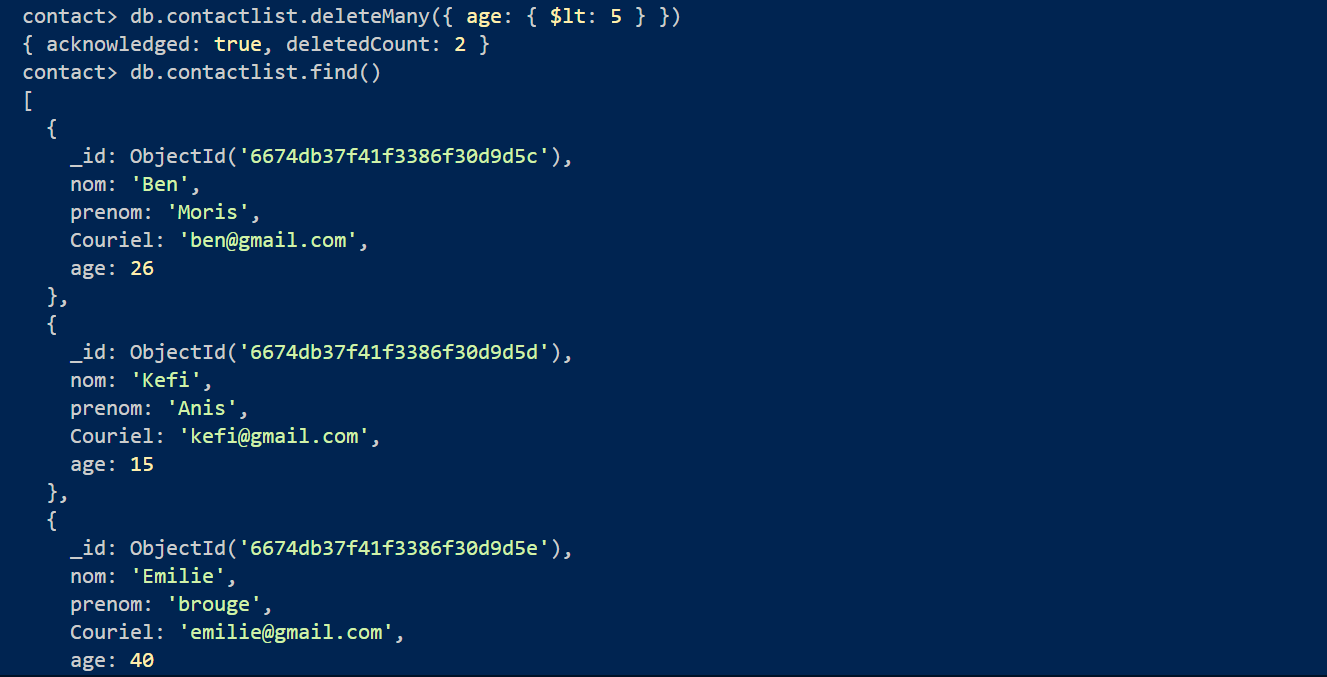 contact> db.contactlist.deleteMany({ age: { $lt: 5 } })
{ acknowledged: true, deletedCount: 2 }
contact> db.contactlist.find()
[
  {
    _id: ObjectId('6674db37f41f3386f30d9d5c'),
    nom: 'Ben',
    prenom: 'Moris',
    Couriel: 'ben@gmail.com',
    age: 26
  },
  {
    _id: ObjectId('6674db37f41f3386f30d9d5d'),
    nom: 'Kefi',
    prenom: 'Anis',
    Couriel: 'kefi@gmail.com',
    age: 15
  },
  {
    _id: ObjectId('6674db37f41f3386f30d9d5e'),
    nom: 'Emilie',
    prenom: 'brouge',
    Couriel: 'emilie@gmail.com',
    age: 40